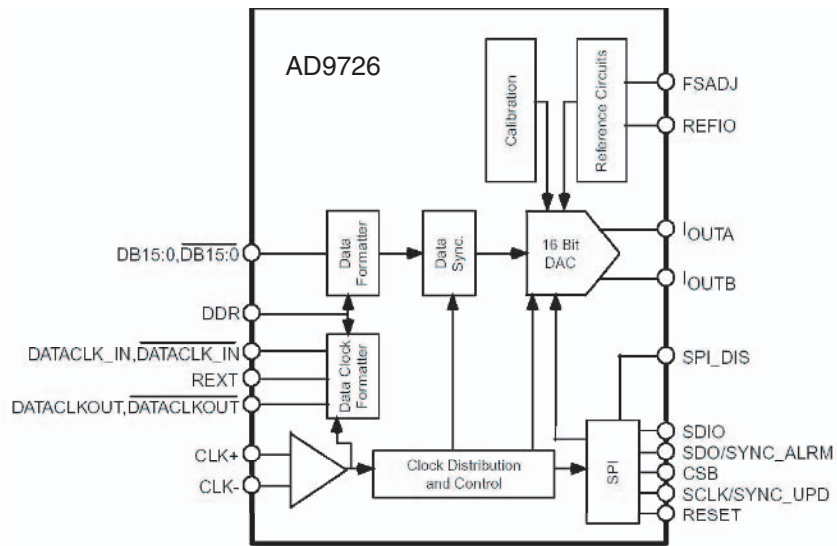 AD9726
Calibration
Reference Circuits
FSADJ
REFIO
DB15:0,DB15:0
Data
Formatter
Data
Sync.
16 Bit
DAC
IOUTA
IOUTB
DDR
DATACLK_IN,DATACLK_IN
REXT
DATACLKOUT,DATACLKOUT
Data Clock
Formatter
SPI_DIS
CLK+
CLK-
Clock Distribution
and Control
SPI
SDIO
SDO/SYNC_ALRM
CSB
SCLK/SYNC_UPD
RESET